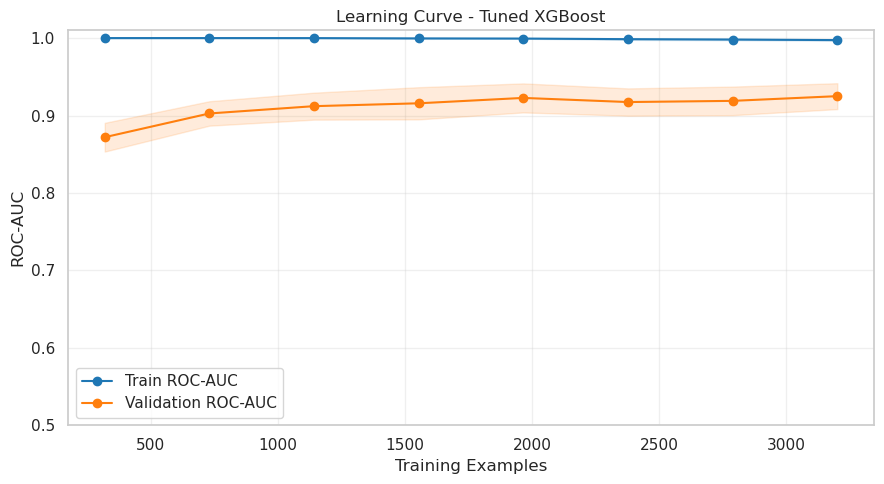 Learning Curve - Tuned XGBoost
1.0
0.9
0.8
0.7
0.6
0.5
ROC-AUC
Train ROC-AUC
Validation ROC-AUC
500 1000 1500 2000 2500 3000
Training Examples